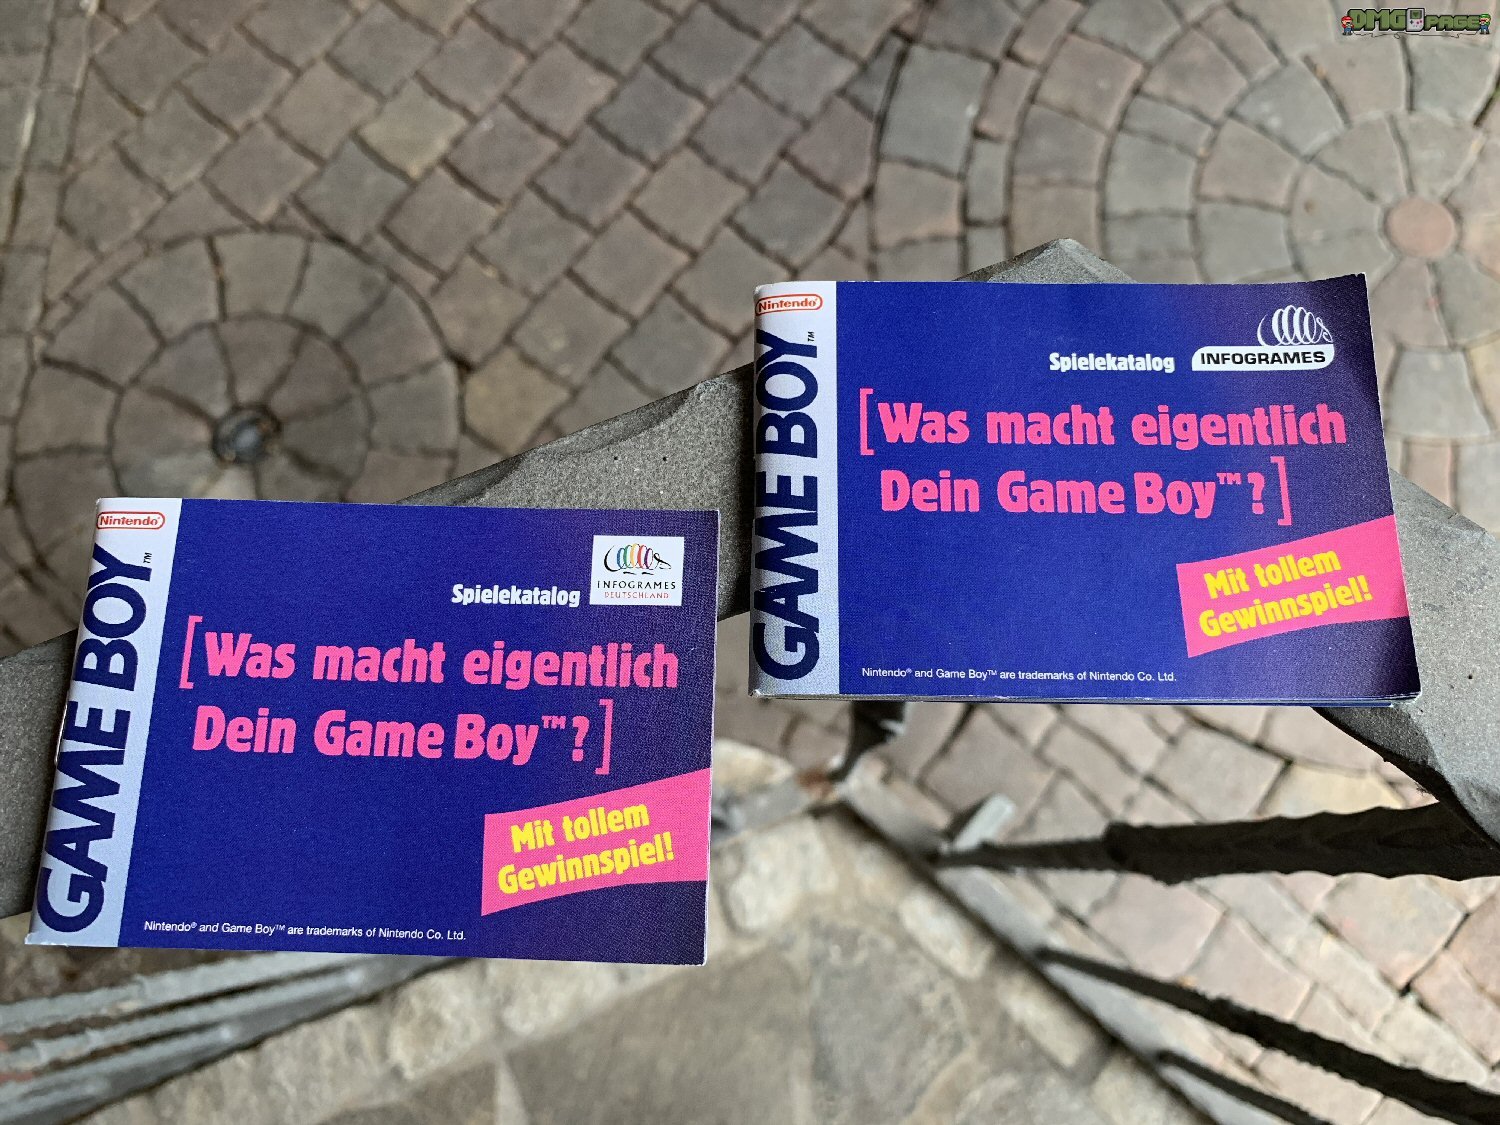 DMG PAGE
Nintendo®
GAME BOY™
Spielekatalog
INFOGRAMES
DEUTSCHLAND
[Was macht eigentlich
Dein Game Boy™?]
Mit tollem
Gewinnspiel!
Nintendo® and Game Boy™ are trademarks of Nintendo Co. Ltd.
Nintendo®
GAME BOY™
Spielekatalog
INFOGRAMES
[Was macht eigentlich
Dein Game Boy™?]
Mit tollem
Gewinnspiel!
Nintendo® and Game Boy™ are trademarks of Nintendo Co. Ltd.